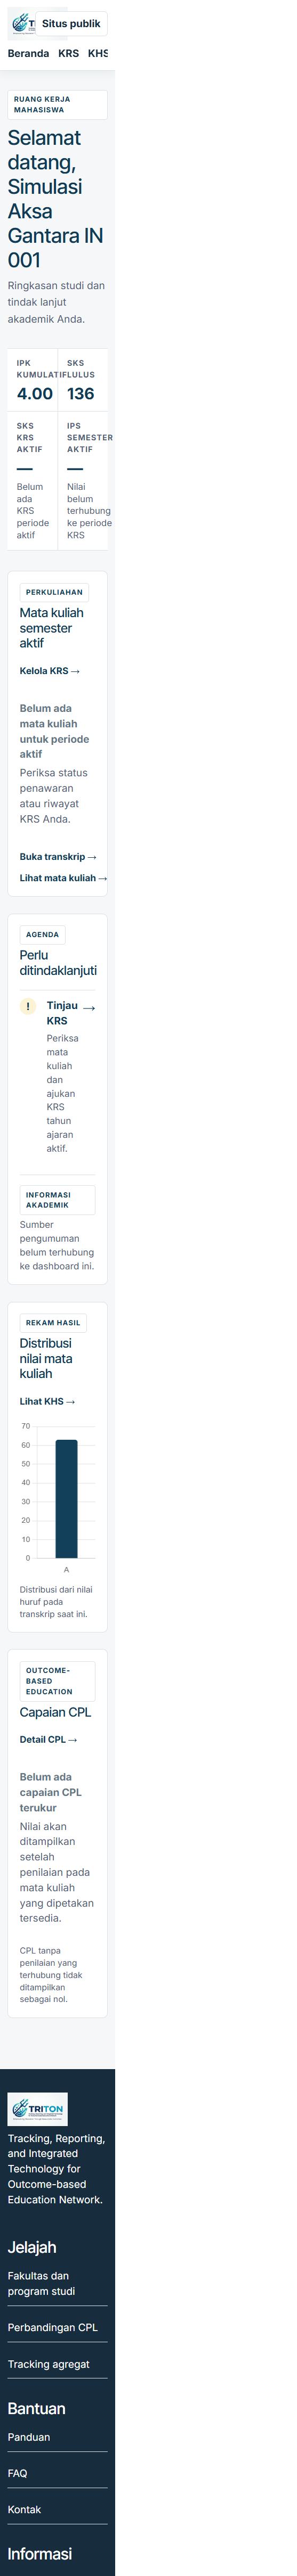 Situs publik
Beranda KRS KHS
RUANG KERJA
MAHASISWA
Selamat
datang,
Simulasi
Aksa
Gantara IN
001
Ringkasan studi dan
tindak lanjut
akademik Anda.
IPK
KUMULATIF
4.00
SKS
LULUS
136
SKS
KRS
AKTIF
—
Belum
ada
KRS
periode
aktif
IPS
SEMESTER
AKTIF
—
Nilai
belum
terhubung
ke periode
KRS
PERKULIAHAN
Mata kuliah
semester
aktif
Kelola KRS →
Belum ada
mata kuliah
untuk periode
aktif
Periksa status
penawaran
atau riwayat
KRS Anda.
Buka transkrip →
Lihat mata kuliah →
AGENDA
Perlu
ditindaklanjuti
! Tinjau →
KRS
Periksa
mata
kuliah
dan
ajukan
KRS
tahun
ajaran
aktif.
INFORMASI
AKADEMIK
Sumber
pengumuman
belum terhubung
ke dashboard ini.
REKAM HASIL
Distribusi
nilai mata
kuliah
Lihat KHS →
70
60
50
40
30
20
10
0
A
Distribusi dari nilai
huruf pada
transkrip saat ini.
OUTCOME-
BASED
EDUCATION
Capaian CPL
Detail CPL →
Belum ada
capaian CPL
terukur
Nilai akan
ditampilkan
setelah
penilaian pada
mata kuliah
yang dipetakan
tersedia.
CPL tanpa
penilaian yang
terhubung tidak
ditampilkan
sebagai nol.
TRITON
Tracking, Reporting,
and Integrated
Technology for
Outcome-based
Education Network.
Jelajah
Fakultas dan
program studi
Perbandingan CPL
Tracking agregat
Bantuan
Panduan
FAQ
Kontak
Informasi